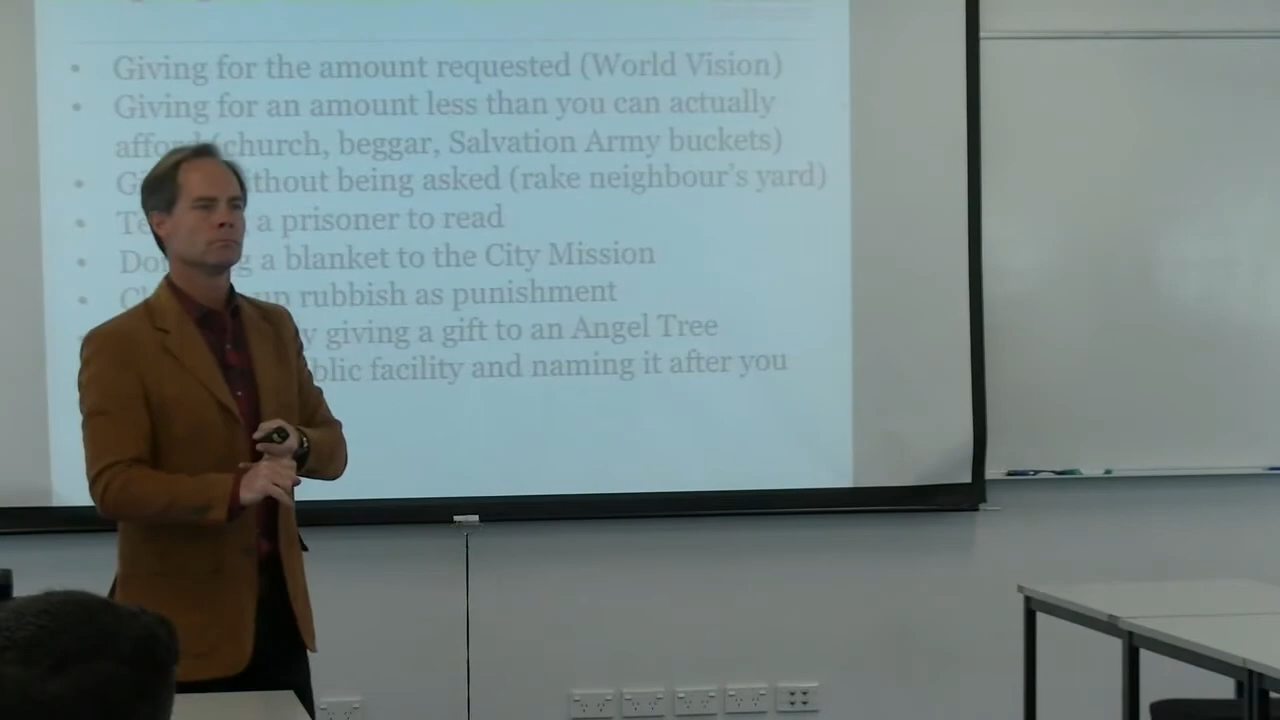 • Giving for the amount requested (World Vision)
• Giving for an amount less than you can actually
(church, beggar, Salvation Army buckets)
• being asked (rake neighbour's yard)
• a prisoner to read
• a blanket to the City Mission
• rubbish as punishment
giving a gift to an Angel Tree
facility and naming it after you